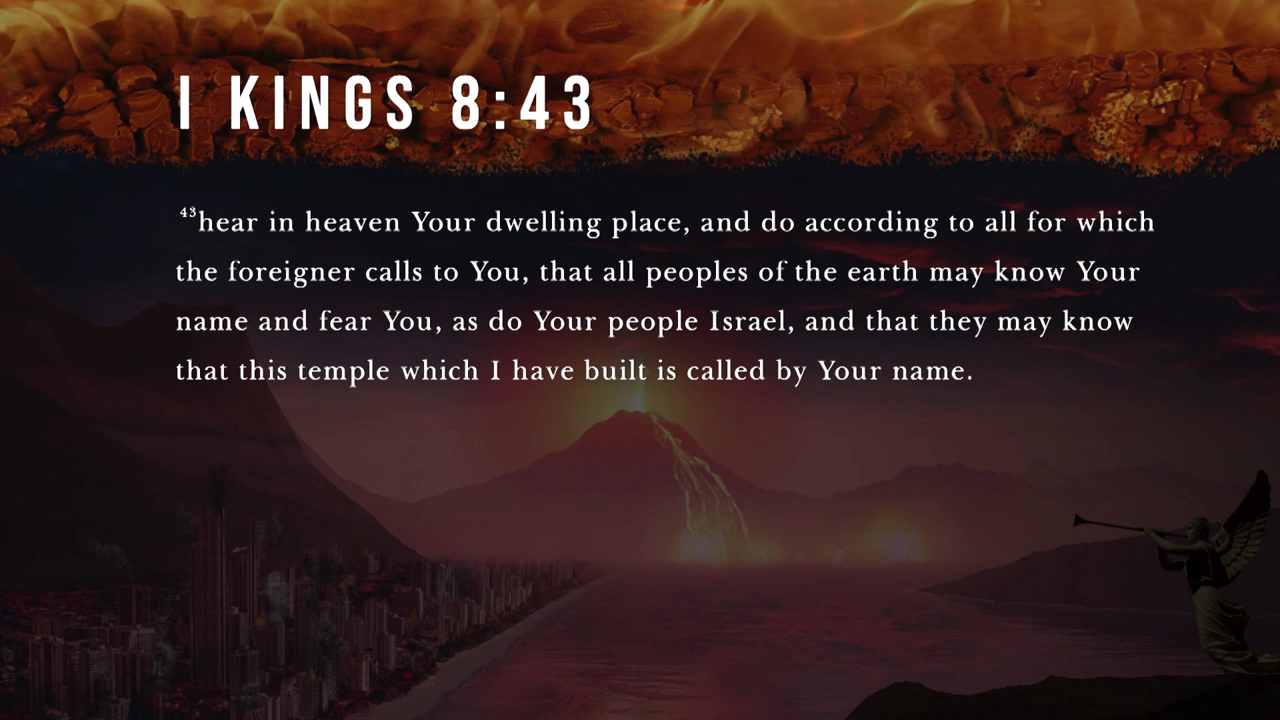 I KINGS 8:43
43hear in heaven Your dwelling place, and do according to all for which
the foreigner calls to You, that all peoples of the earth may know Your
name and fear You, as do Your people Israel, and that they may know
that this temple which I have built is called by Your name.